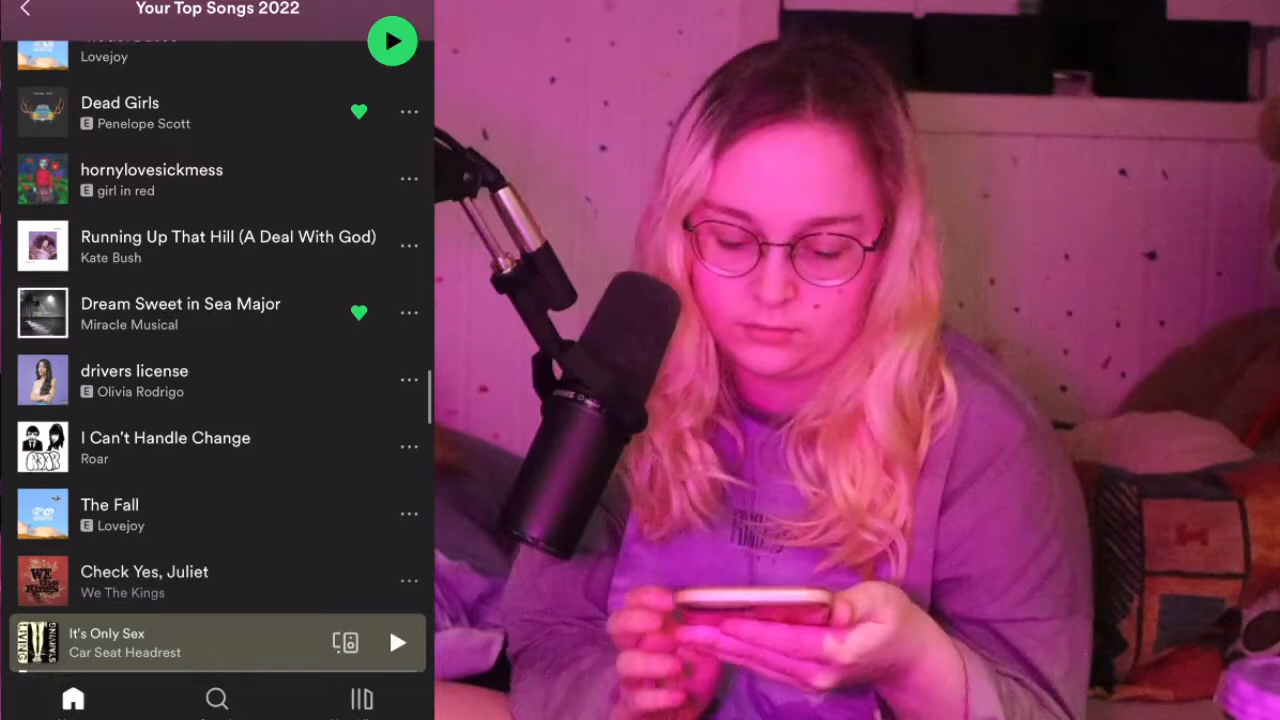 Your Top Songs 2022
Lovejoy
Dead Girls
E Penelope Scott
hornylovesickmess
E girl in red
Running Up That Hill (A Deal With God)
Kate Bush
Dream Sweet in Sea Major
Miracle Musical
drivers license
E Olivia Rodrigo
I Can't Handle Change
Roar
The Fall
E Lovejoy
Check Yes, Juliet
We The Kings
It's Only Sex
Car Seat Headrest